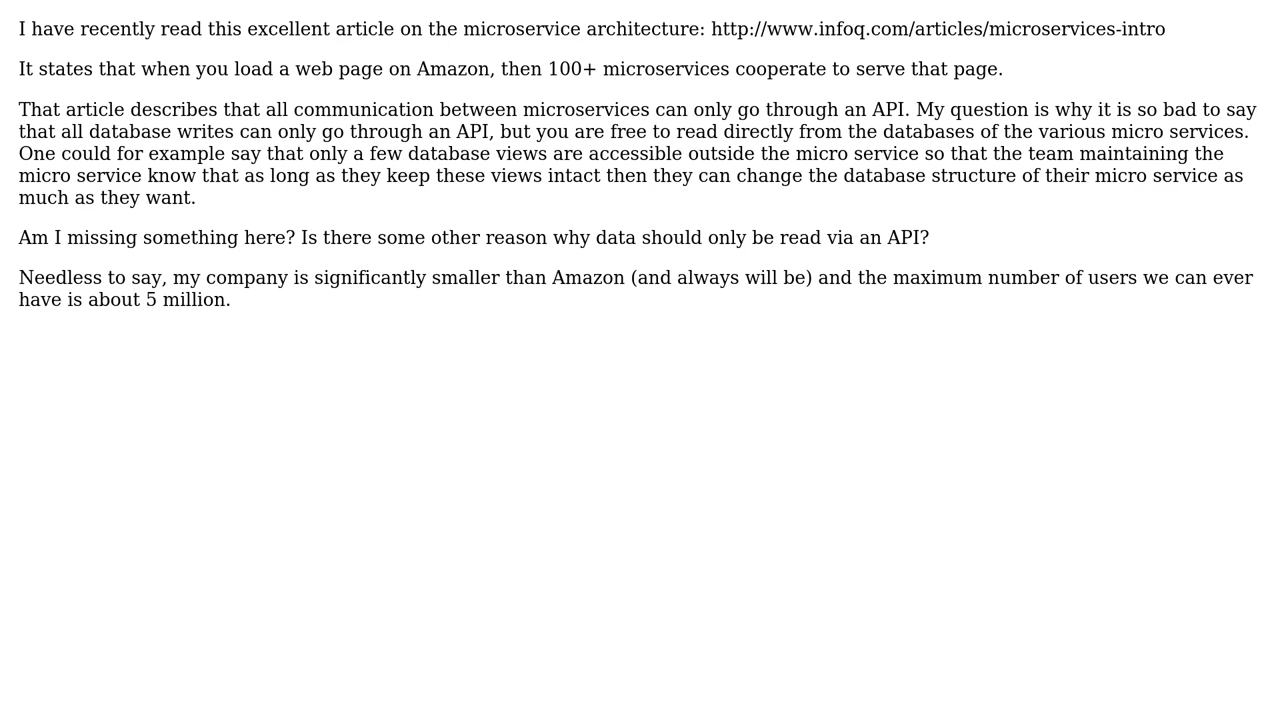 I have recently read this excellent article on the microservice architecture: http://www.infoq.com/articles/microservices-intro
It states that when you load a web page on Amazon, then 100+ microservices cooperate to serve that page.
That article describes that all communication between microservices can only go through an API. My question is why it is so bad to say
that all database writes can only go through an API, but you are free to read directly from the databases of the various micro services.
One could for example say that only a few database views are accessible outside the micro service so that the team maintaining the
micro service know that as long as they keep these views intact then they can change the database structure of their micro service as
much as they want.
Am I missing something here? Is there some other reason why data should only be read via an API?
Needless to say, my company is significantly smaller than Amazon (and always will be) and the maximum number of users we can ever
have is about 5 million.